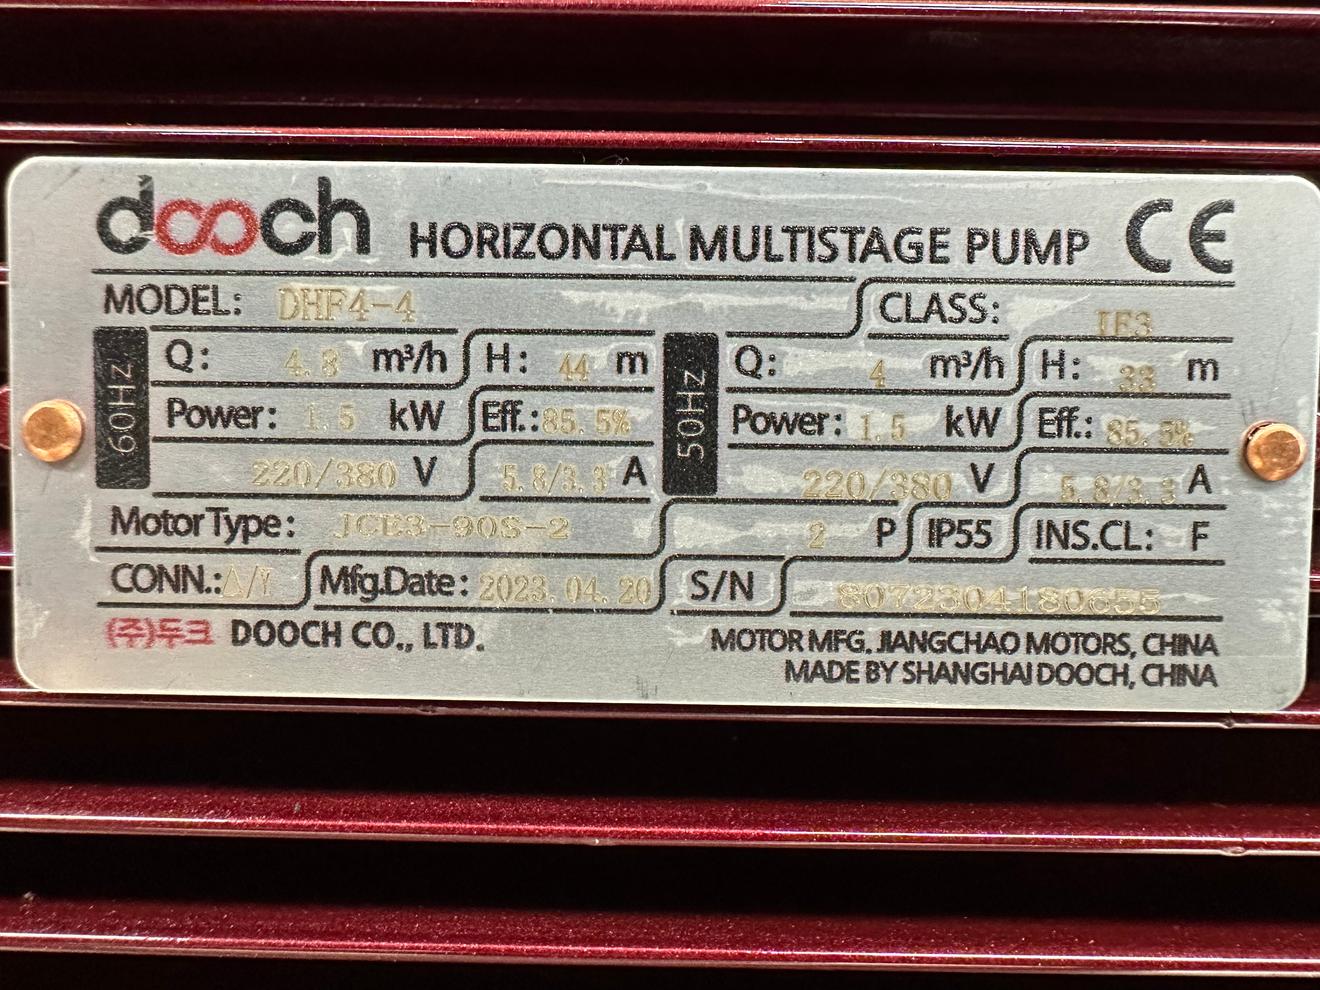 dooch HORIZONTAL MULTISTAGE PUMP CE
MODEL: DHF4-4 CLASS: IE3
60Hz Q: 4.8 m³/h H: 44 m 50Hz Q: 4 m³/h H: 33 m
Power: 1.5 kW Eff.: 85.5% Power: 1.5 kW Eff.: 85.5%
220/380 V 5.8/3.3 A 220/380 V 5.8/3.3 A
Motor Type: JCE3-90S-2 2 P IP55 INS.CL: F
CONN.: Δ/Y Mfg.Date: 2023.04.20 S/N 8072304180655
(주)두크 DOOCH CO., LTD. MOTOR MFG. JIANGCHAO MOTORS, CHINA
MADE BY SHANGHAI DOOCH, CHINA